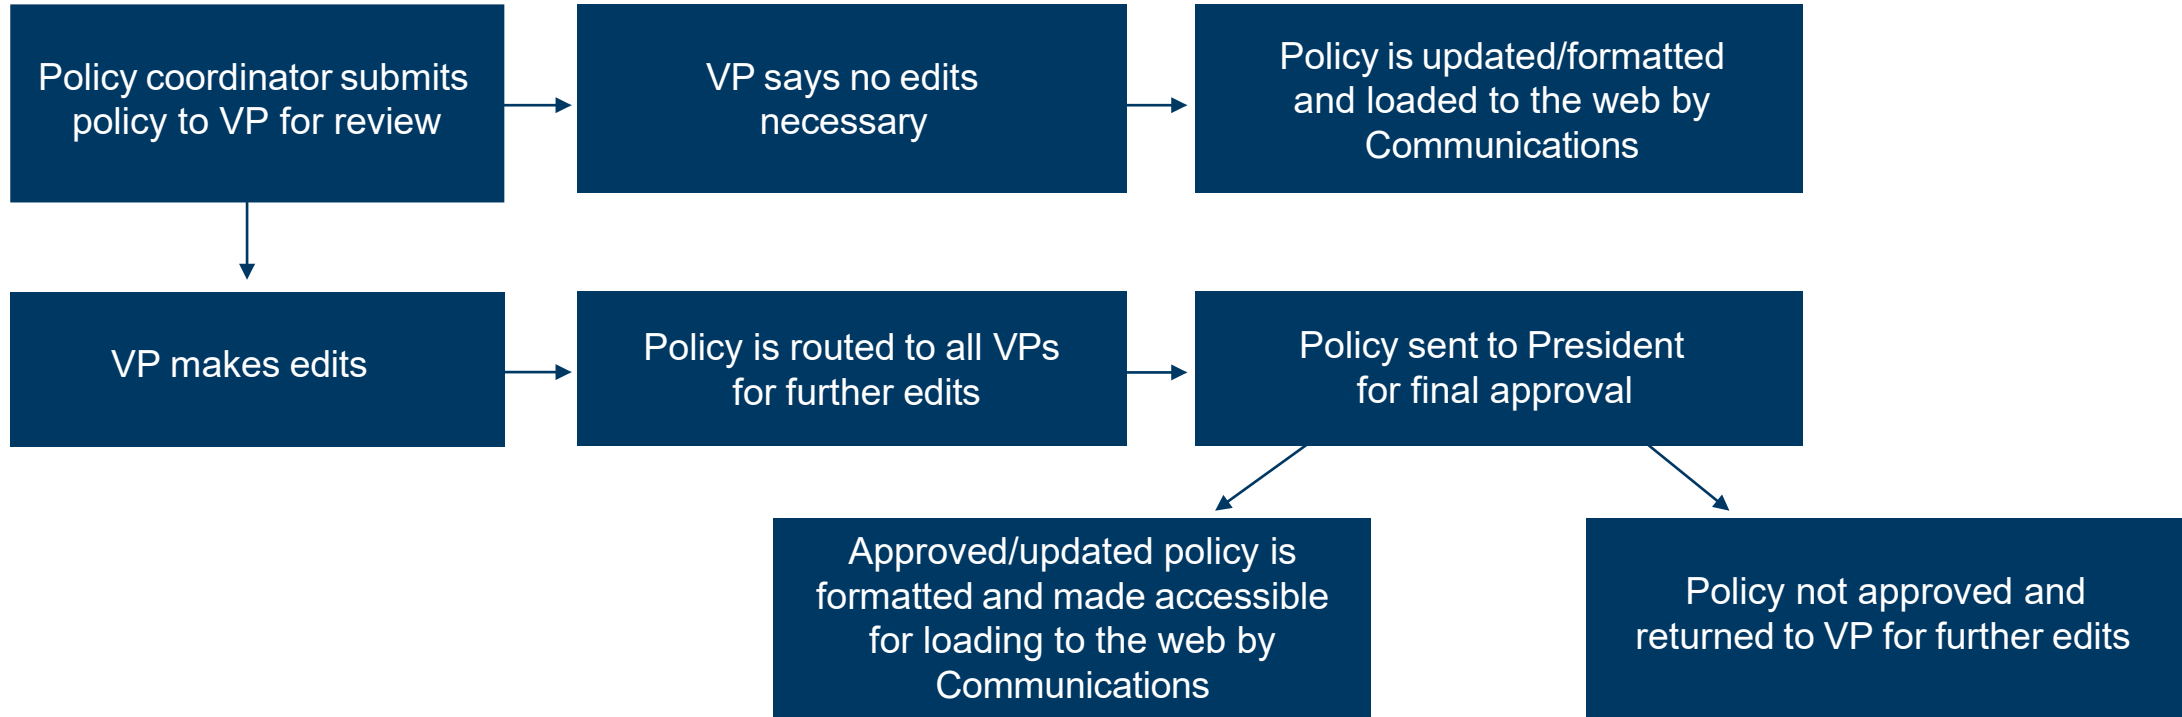 Policy coordinator submits
policy to VP for review
VP says no edits
necessary
Policy is updated/formatted
and loaded to the web by
Communications
VP makes edits
Policy is routed to all VPs
for further edits
Policy sent to President
for final approval
Approved/updated policy is
formatted and made accessible
for loading to the web by
Communications
Policy not approved and
returned to VP for further edits